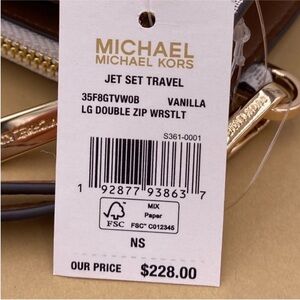 MICHAEL
MICHAEL KORS
JET SET TRAVEL
35F8GTVW0B VANILLA
LG DOUBLE ZIP WRSTLT
S361-0001
1 92877 93863 7
FSC
MIX
Paper
FSC™ C012345
NS
OUR PRICE $228.00